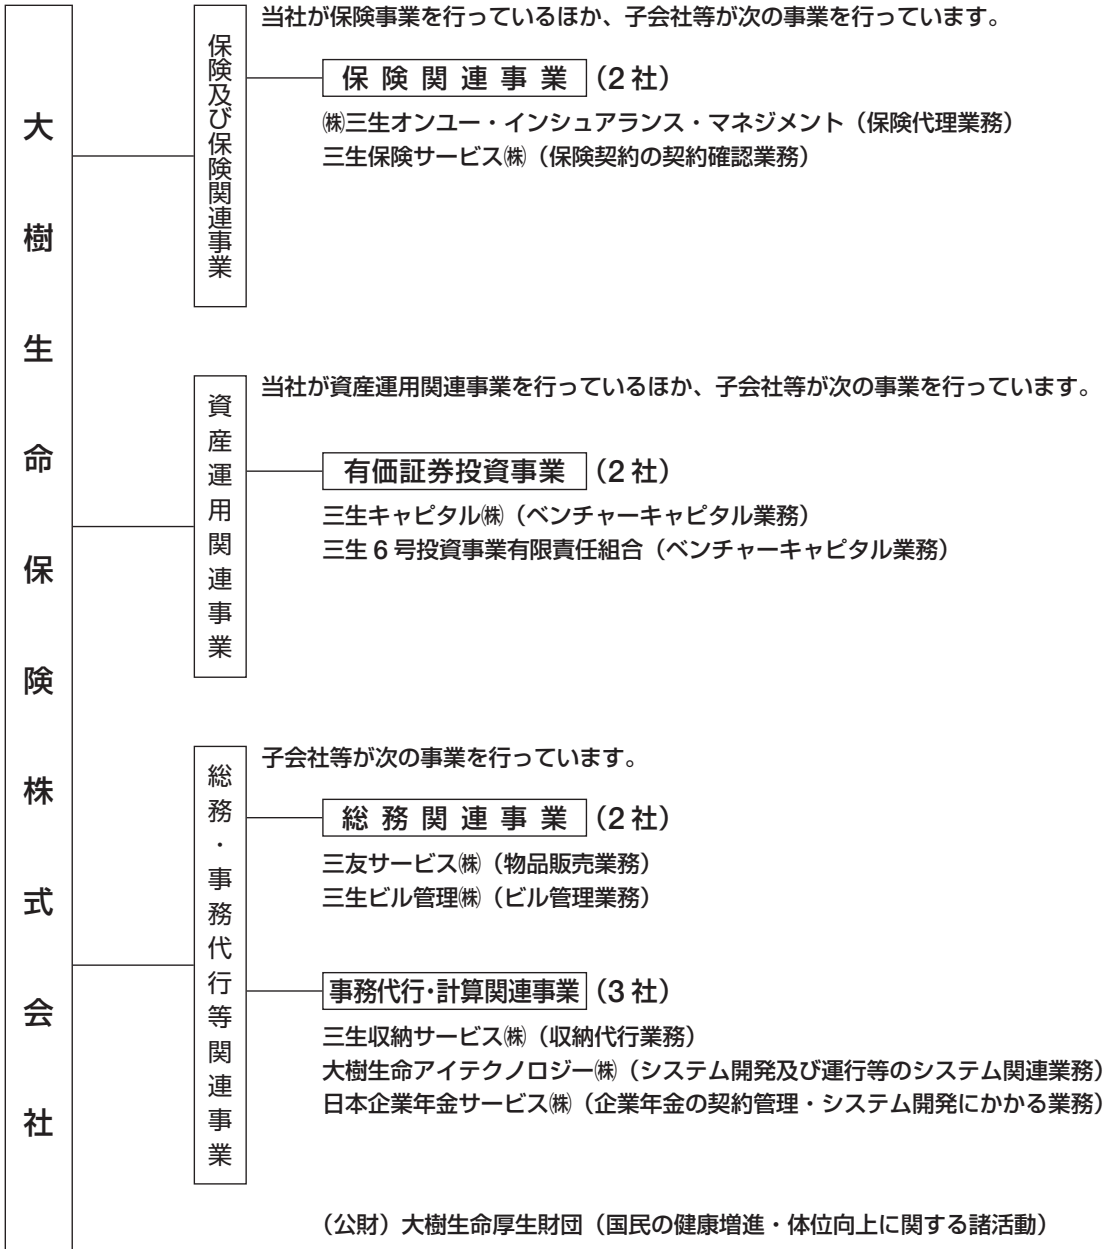 大樹生命保険株式会社
保険及び保険関連事業
当社が保険事業を行っているほか、子会社等が次の事業を行っています。
保険関連事業（2社）
㈱三生オンユー・インシュアランス・マネジメント（保険代理業務）
三生保険サービス㈱（保険契約の契約確認業務）
資産運用関連事業
当社が資産運用関連事業を行っているほか、子会社等が次の事業を行っています。
有価証券投資事業（2社）
三生キャピタル㈱（ベンチャーキャピタル業務）
三生6号投資事業有限責任組合（ベンチャーキャピタル業務）
総務・事務代行等関連事業
子会社等が次の事業を行っています。
総務関連事業（2社）
三友サービス㈱（物品販売業務）
三生ビル管理㈱（ビル管理業務）
事務代行・計算関連事業（3社）
三生収納サービス㈱（収納代行業務）
大樹生命アイテクノロジー㈱（システム開発及び運行等のシステム関連業務）
日本企業年金サービス㈱（企業年金の契約管理・システム開発にかかる業務）
（公財）大樹生命厚生財団（国民の健康増進・体位向上に関する諸活動）